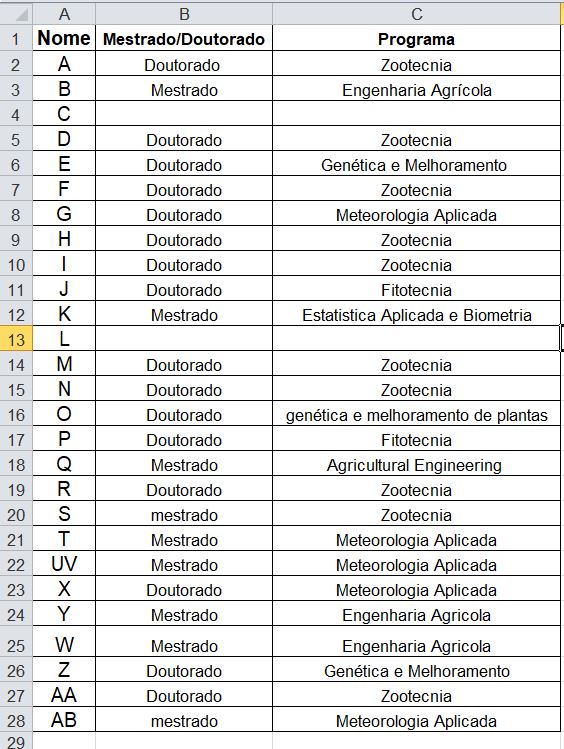 A B C
1 Nome Mestrado/Doutorado Programa
2 A Doutorado Zootecnia
3 B Mestrado Engenharia Agrícola
4 C
5 D Doutorado Zootecnia
6 E Doutorado Genética e Melhoramento
7 F Doutorado Zootecnia
8 G Doutorado Meteorologia Aplicada
9 H Doutorado Zootecnia
10 I Doutorado Zootecnia
11 J Doutorado Fitotecnia
12 K Mestrado Estatistica Aplicada e Biometria
13 L
14 M Doutorado Zootecnia
15 N Doutorado Zootecnia
16 O Doutorado genética e melhoramento de plantas
17 P Doutorado Fitotecnia
18 Q Mestrado Agricultural Engineering
19 R Doutorado Zootecnia
20 S mestrado Zootecnia
21 T Mestrado Meteorologia Aplicada
22 UV Mestrado Meteorologia Aplicada
23 X Doutorado Meteorologia Aplicada
24 Y Mestrado Engenharia Agricola
25 W Mestrado Engenharia Agricola
26 Z Doutorado Genética e Melhoramento
27 AA Doutorado Zootecnia
28 AB mestrado Meteorologia Aplicada
29